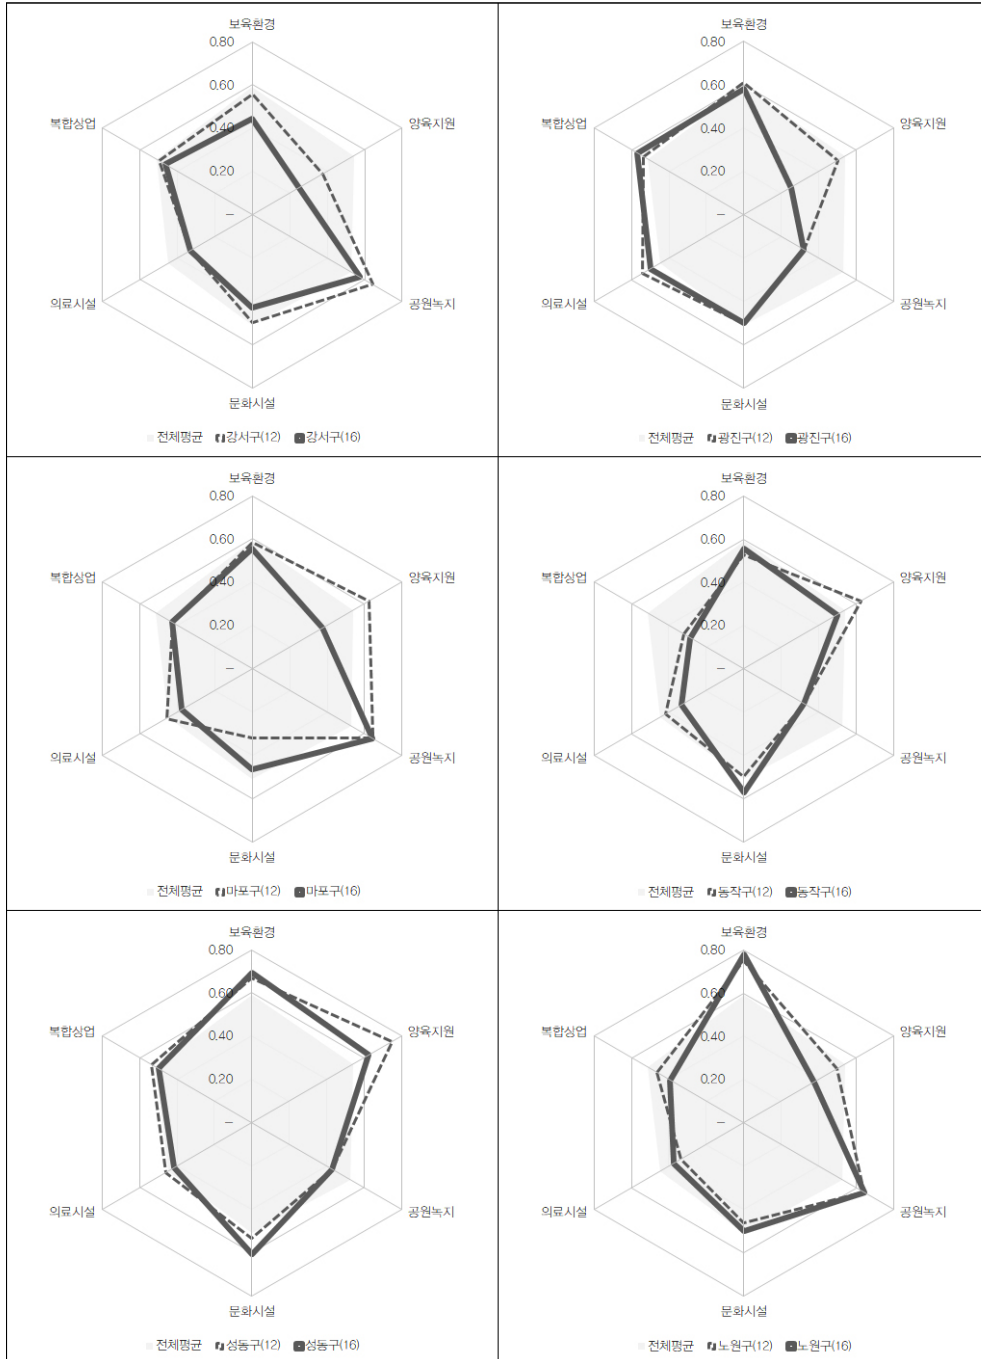 보육환경
0.80
0.60
복합상업
0.40
양육지원
0.20
–
의료시설
공원녹지
문화시설
전체평균 강서구(12) 강서구(16)
보육환경
0.80
0.60
복합상업
0.40
양육지원
0.20
–
의료시설
공원녹지
문화시설
전체평균 광진구(12) 광진구(16)
보육환경
0.80
0.60
복합상업
0.40
양육지원
0.20
–
의료시설
공원녹지
문화시설
전체평균 마포구(12) 마포구(16)
보육환경
0.80
0.60
복합상업
0.40
양육지원
0.20
–
의료시설
공원녹지
문화시설
전체평균 동작구(12) 동작구(16)
보육환경
0.80
0.60
복합상업
0.40
양육지원
0.20
–
의료시설
공원녹지
문화시설
전체평균 성동구(12) 성동구(16)
보육환경
0.80
0.60
복합상업
0.40
양육지원
0.20
–
의료시설
공원녹지
문화시설
전체평균 노원구(12) 노원구(16)